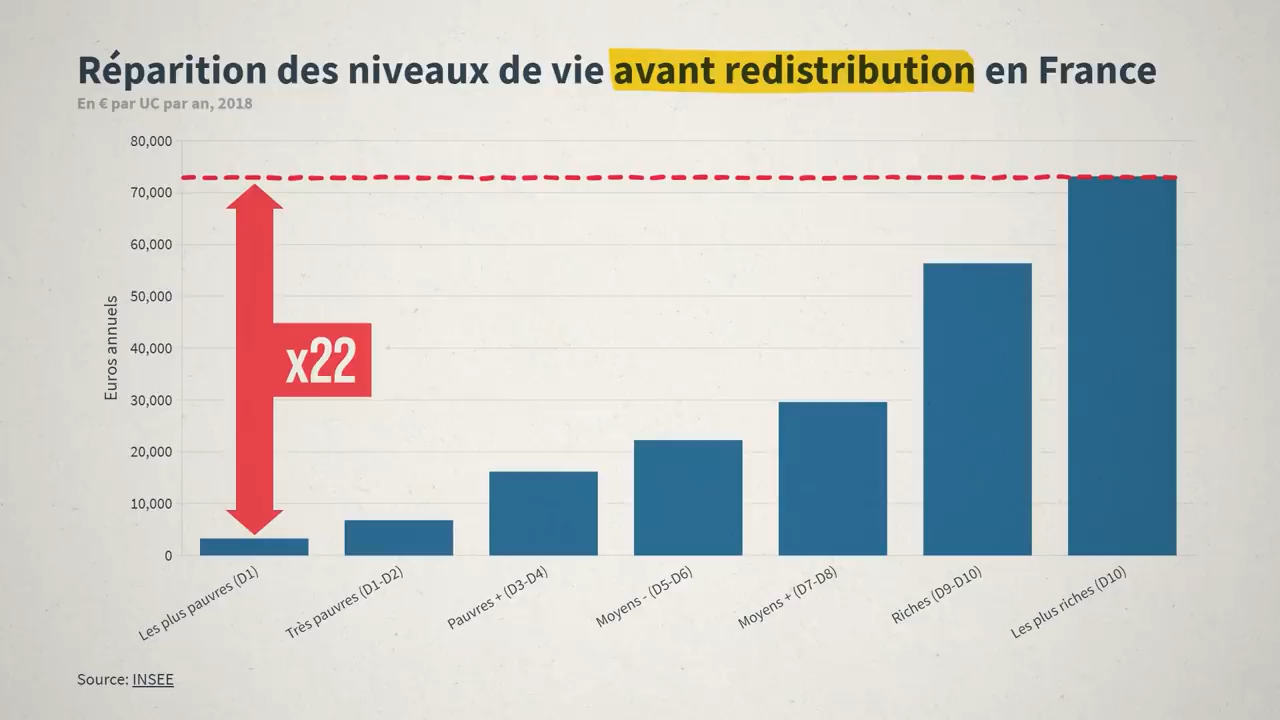 Réparition des niveaux de vie avant redistribution en France
En € par UC par an, 2018
80,000
70,000
60,000
50,000
40,000
30,000
20,000
10,000
0
Euros annuels
x22
Les plus pauvres (D1)
Très pauvres (D1-D2)
Pauvres + (D3-D4)
Moyens - (D5-D6)
Moyens + (D7-D8)
Riches (D9-D10)
Les plus riches (D10)
Source: INSEE